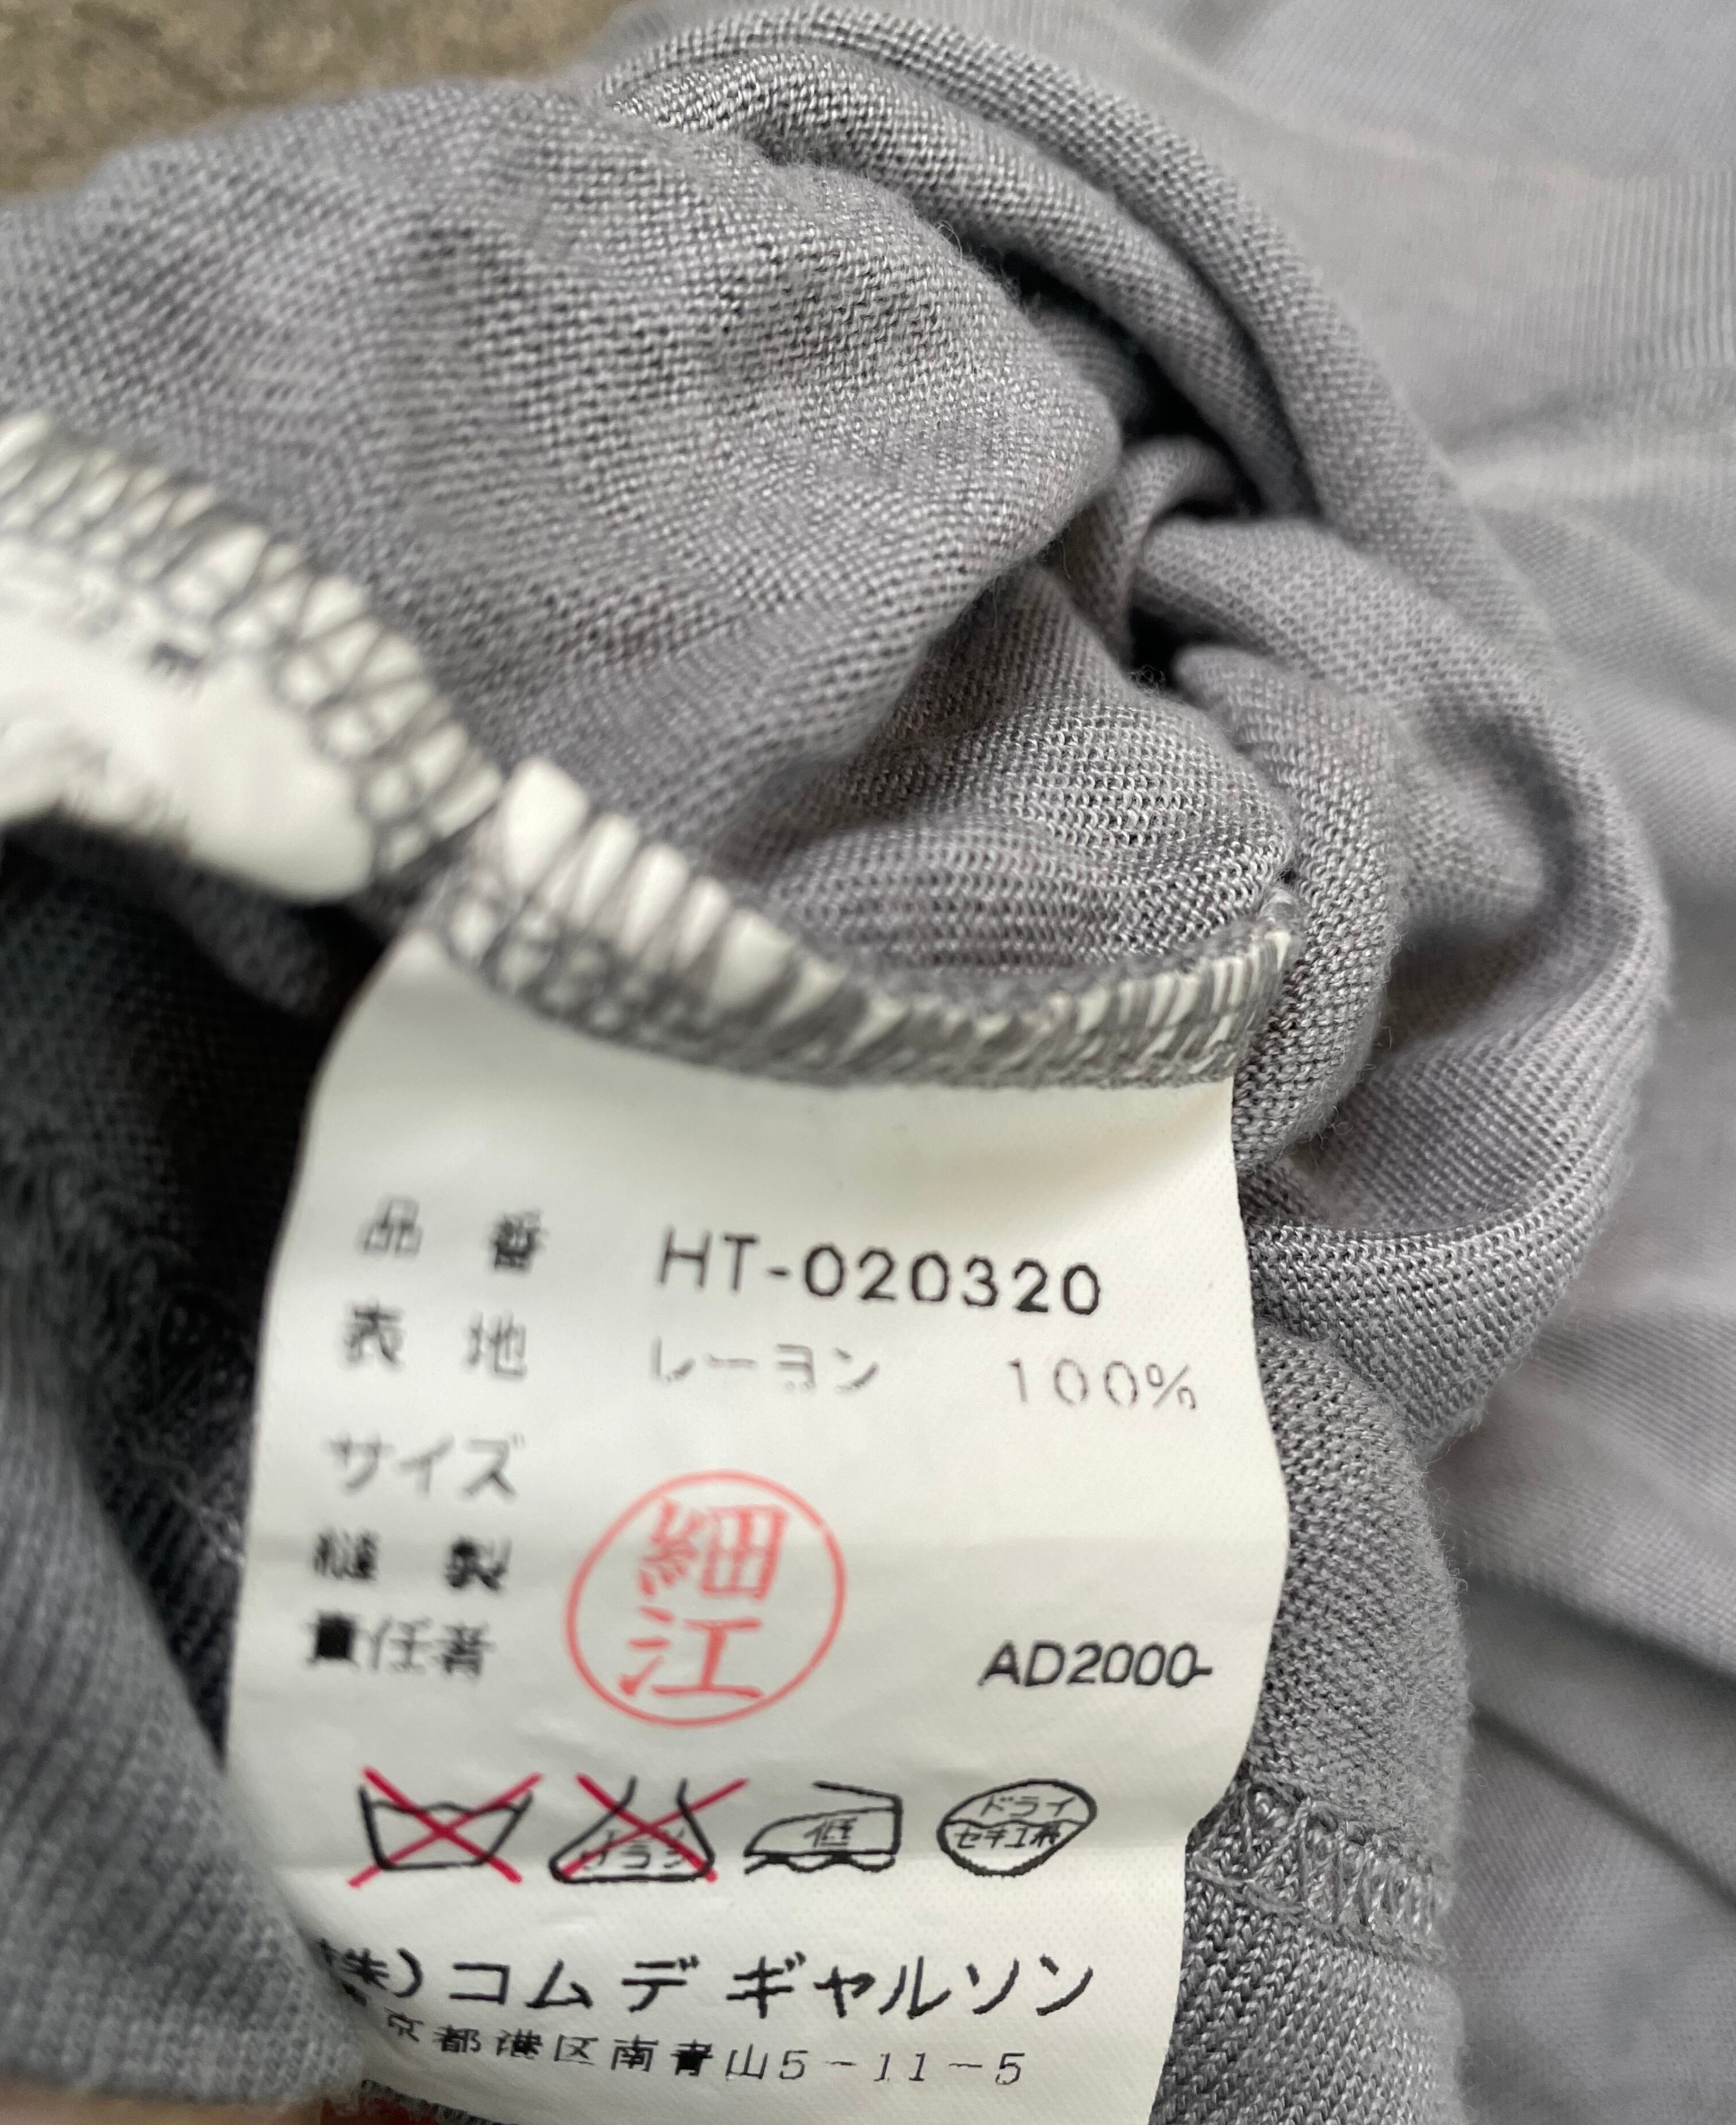 品番 HT-020320
表地 レーヨン 100%
サイズ
縫製
責任者
細江
AD2000-
低
ドライ
セキユ系
株)コム デ ギャルソン
京都港区南青山5-11-5